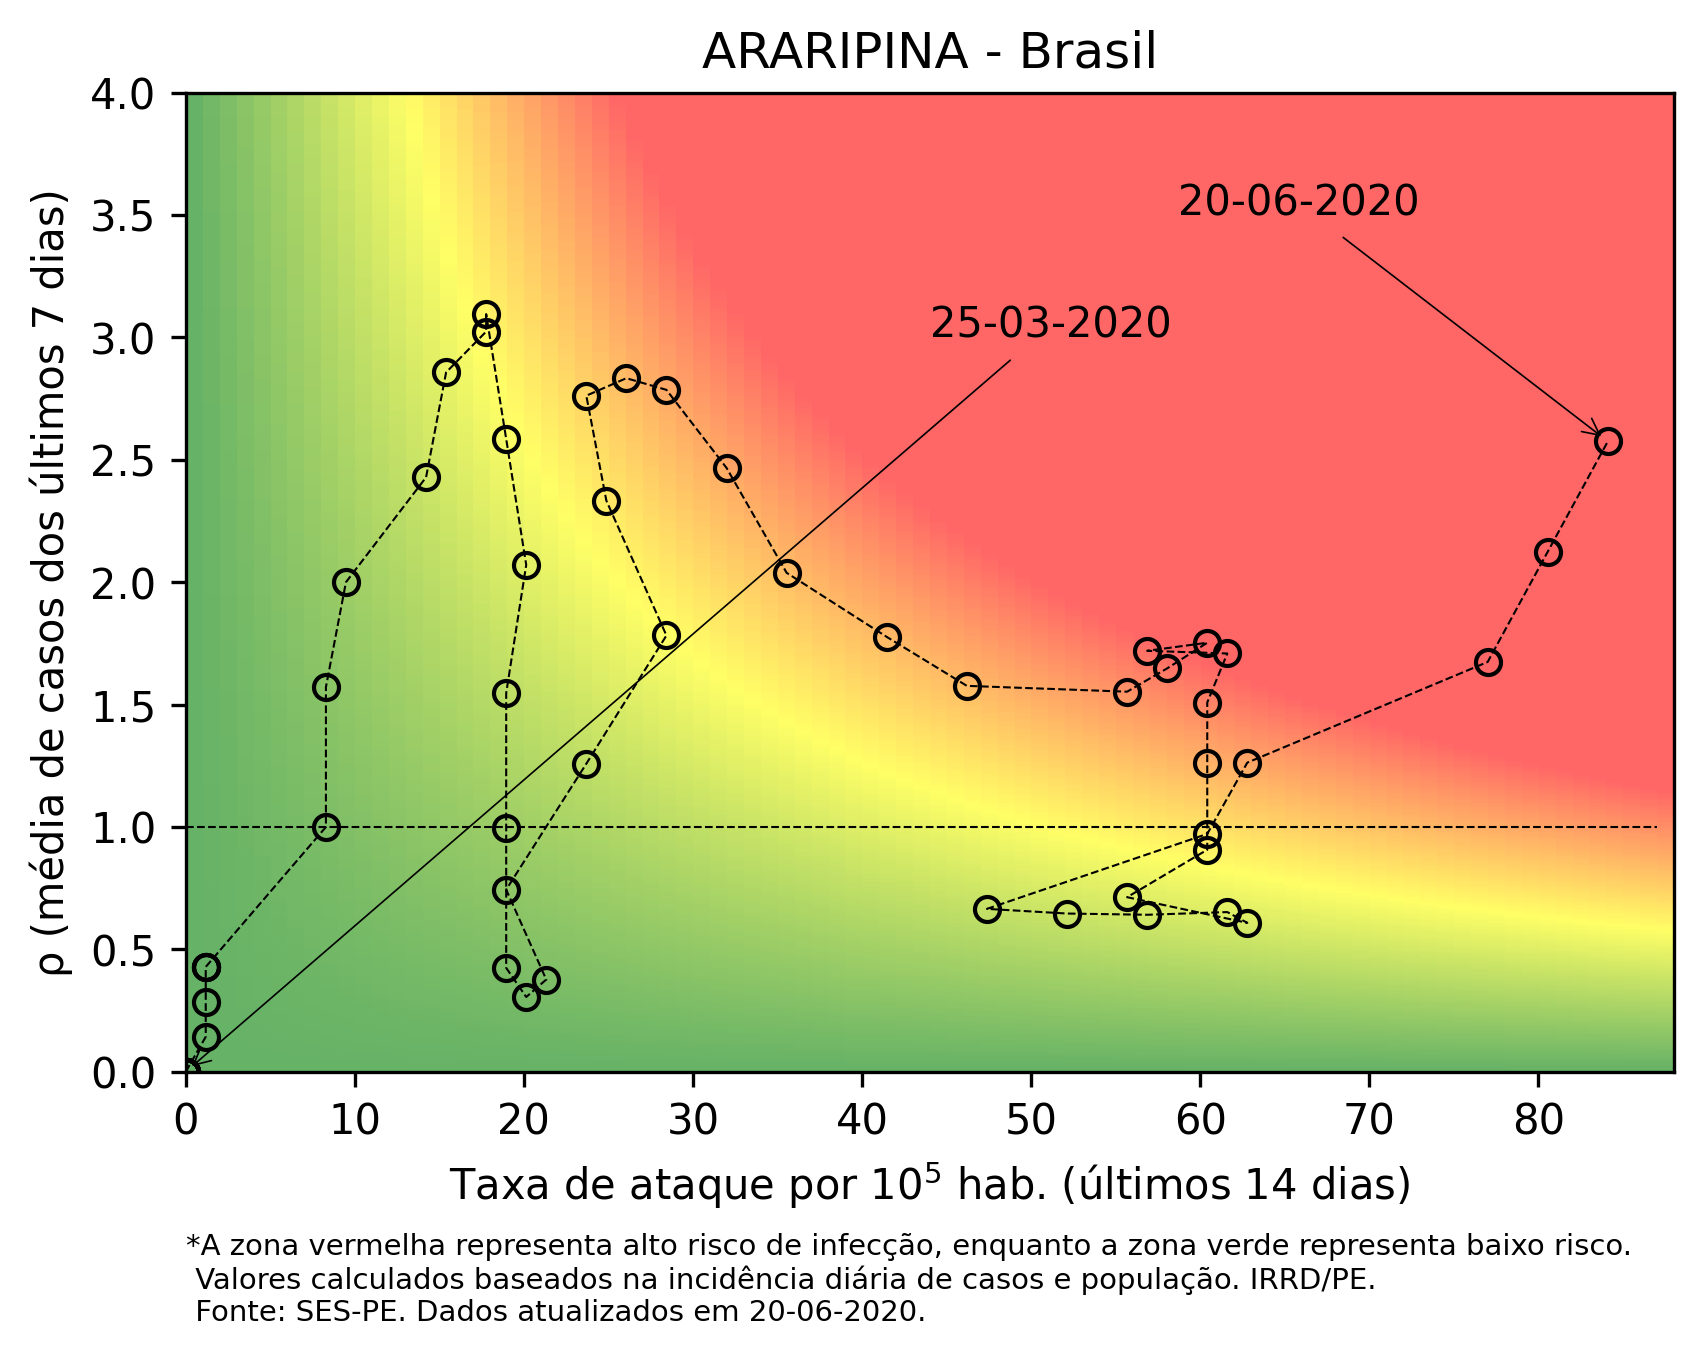 ARARIPINA - Brasil
4.0
3.5
3.0
2.5
2.0
1.5
1.0
0.5
0.0
ρ (média de casos dos últimos 7 dias)
20-06-2020
25-03-2020
0 10 20 30 40 50 60 70 80
Taxa de ataque por 10⁵ hab. (últimos 14 dias)
*A zona vermelha representa alto risco de infecção, enquanto a zona verde representa baixo risco.
Valores calculados baseados na incidência diária de casos e população. IRRD/PE.
Fonte: SES-PE. Dados atualizados em 20-06-2020.